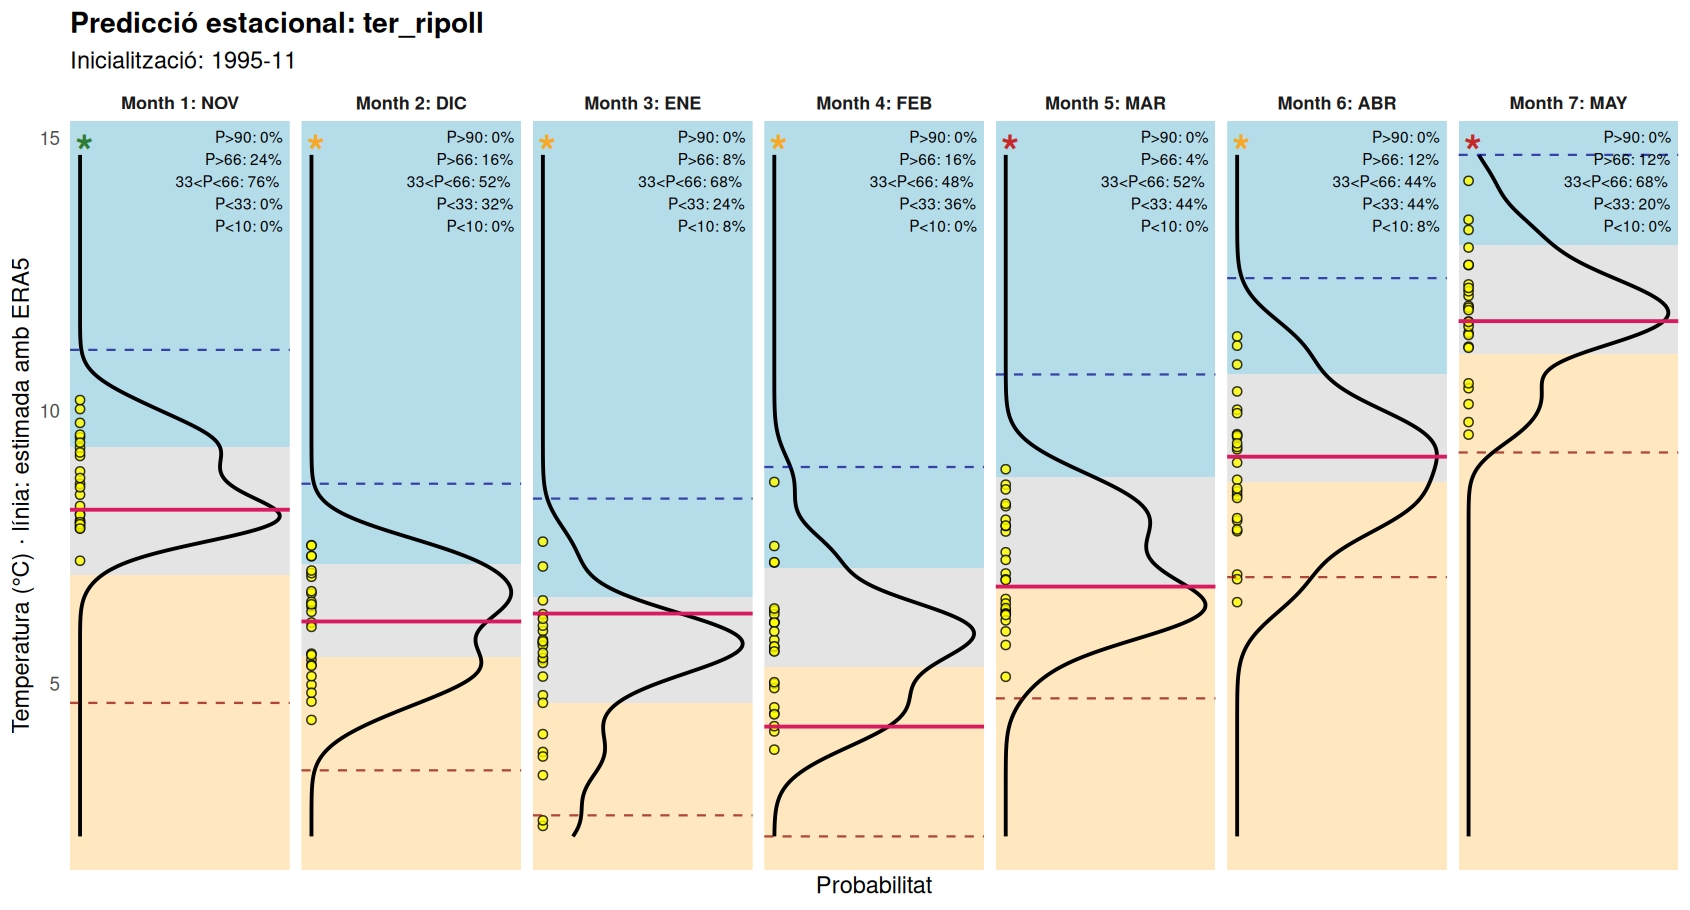 Predicció estacional: ter_ripoll
Inicialització: 1995-11
Month 1: NOV
Month 2: DIC
Month 3: ENE
Month 4: FEB
Month 5: MAR
Month 6: ABR
Month 7: MAY
*
P>90: 0%
P>66: 24%
33<P<66: 76%
P<33: 0%
P<10: 0%
*
P>90: 0%
P>66: 16%
33<P<66: 52%
P<33: 32%
P<10: 0%
*
P>90: 0%
P>66: 8%
33<P<66: 68%
P<33: 24%
P<10: 8%
*
P>90: 0%
P>66: 16%
33<P<66: 48%
P<33: 36%
P<10: 0%
*
P>90: 0%
P>66: 4%
33<P<66: 52%
P<33: 44%
P<10: 0%
*
P>90: 0%
P>66: 12%
33<P<66: 44%
P<33: 44%
P<10: 8%
*
P>90: 0%
P>66: 12%
33<P<66: 68%
P<33: 20%
P<10: 0%
15
10
5
Temperatura (°C) · línia: estimada amb ERA5
Probabilitat